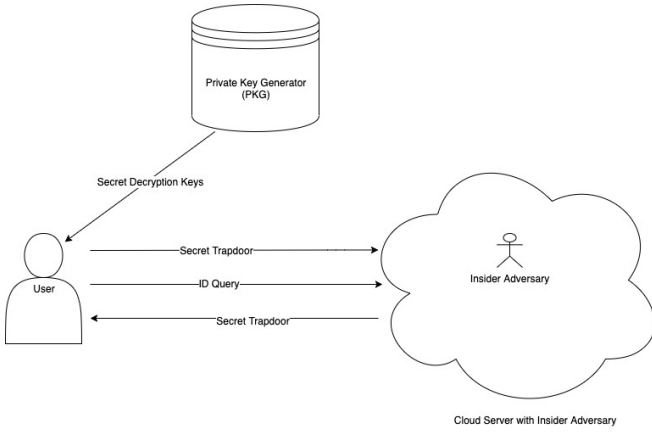 Private Key Generator
(PKG)
Secret Decryption Keys
Secret Trapdoor
User
ID Query
Insider Adversary
Secret Trapdoor
Cloud Server with Insider Adversary